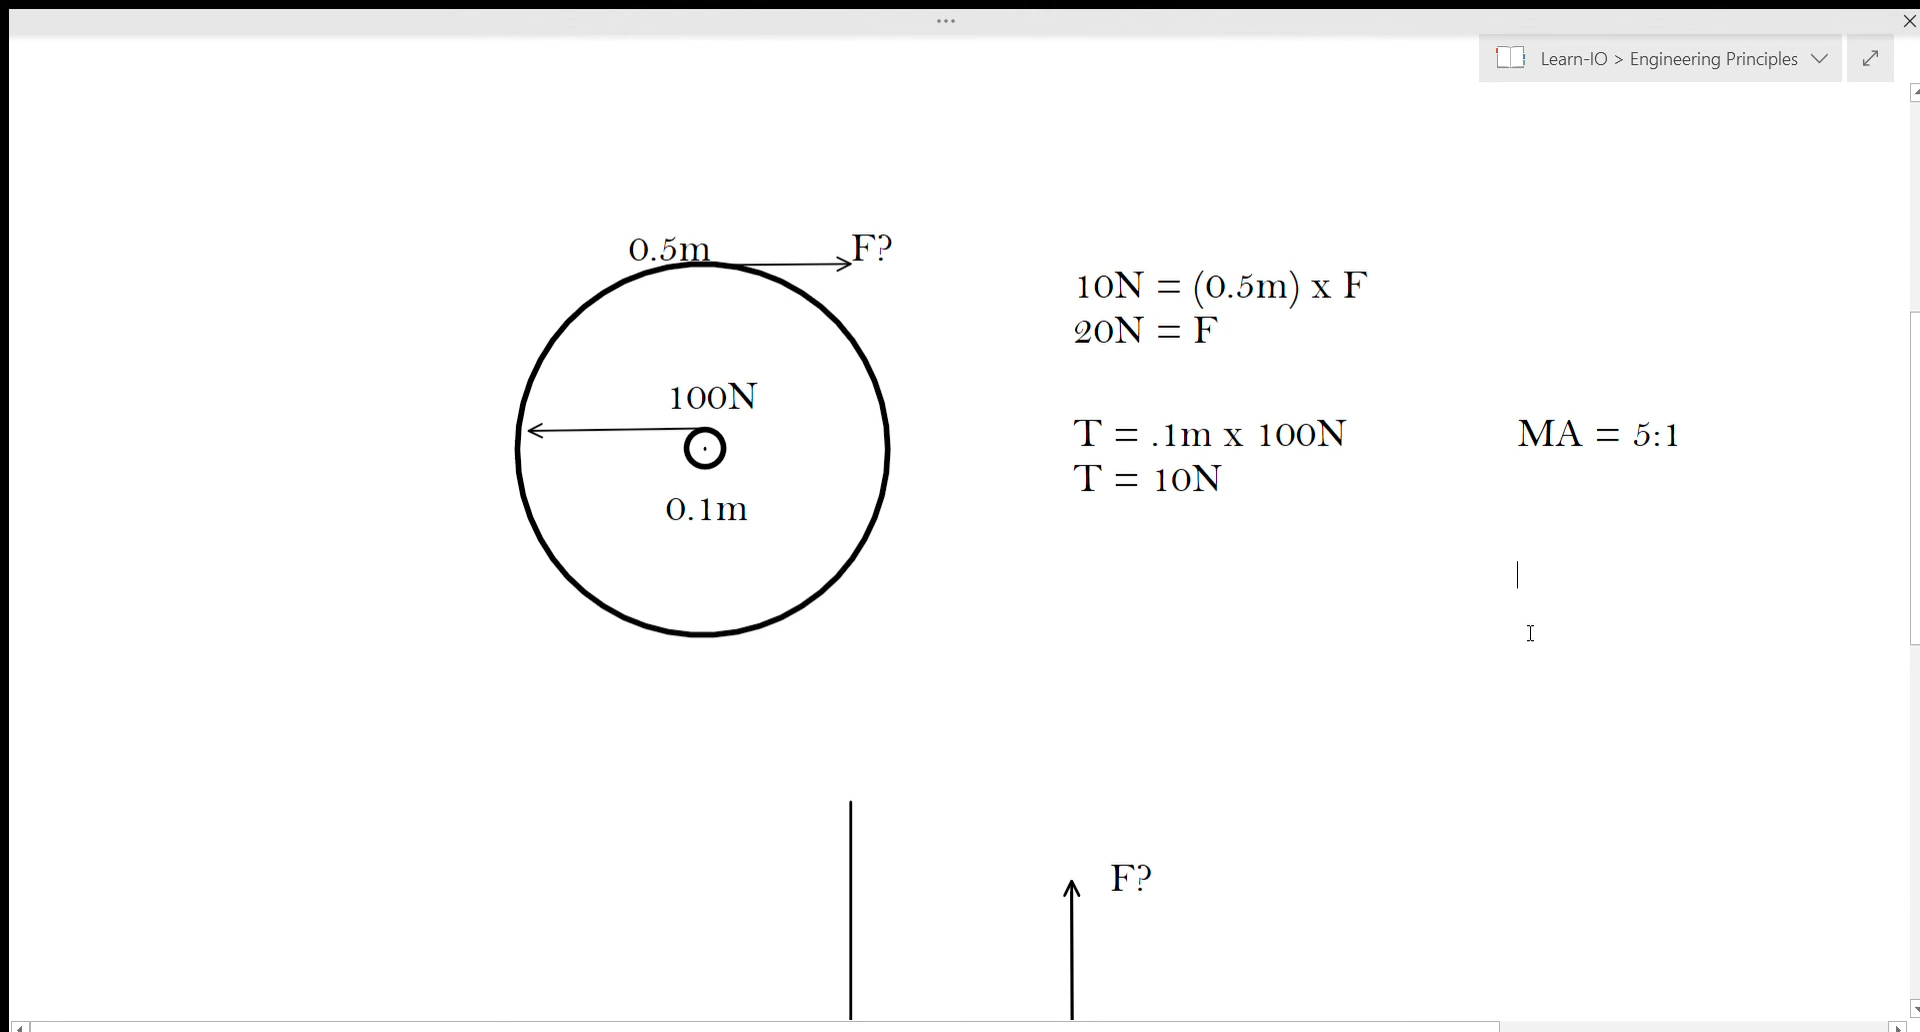 Learn-IO > Engineering Principles
0.5m
F?
10N = (0.5m) x F
20N = F
100N
T = .1m x 100N
MA = 5:1
T = 10N
0.1m
F?